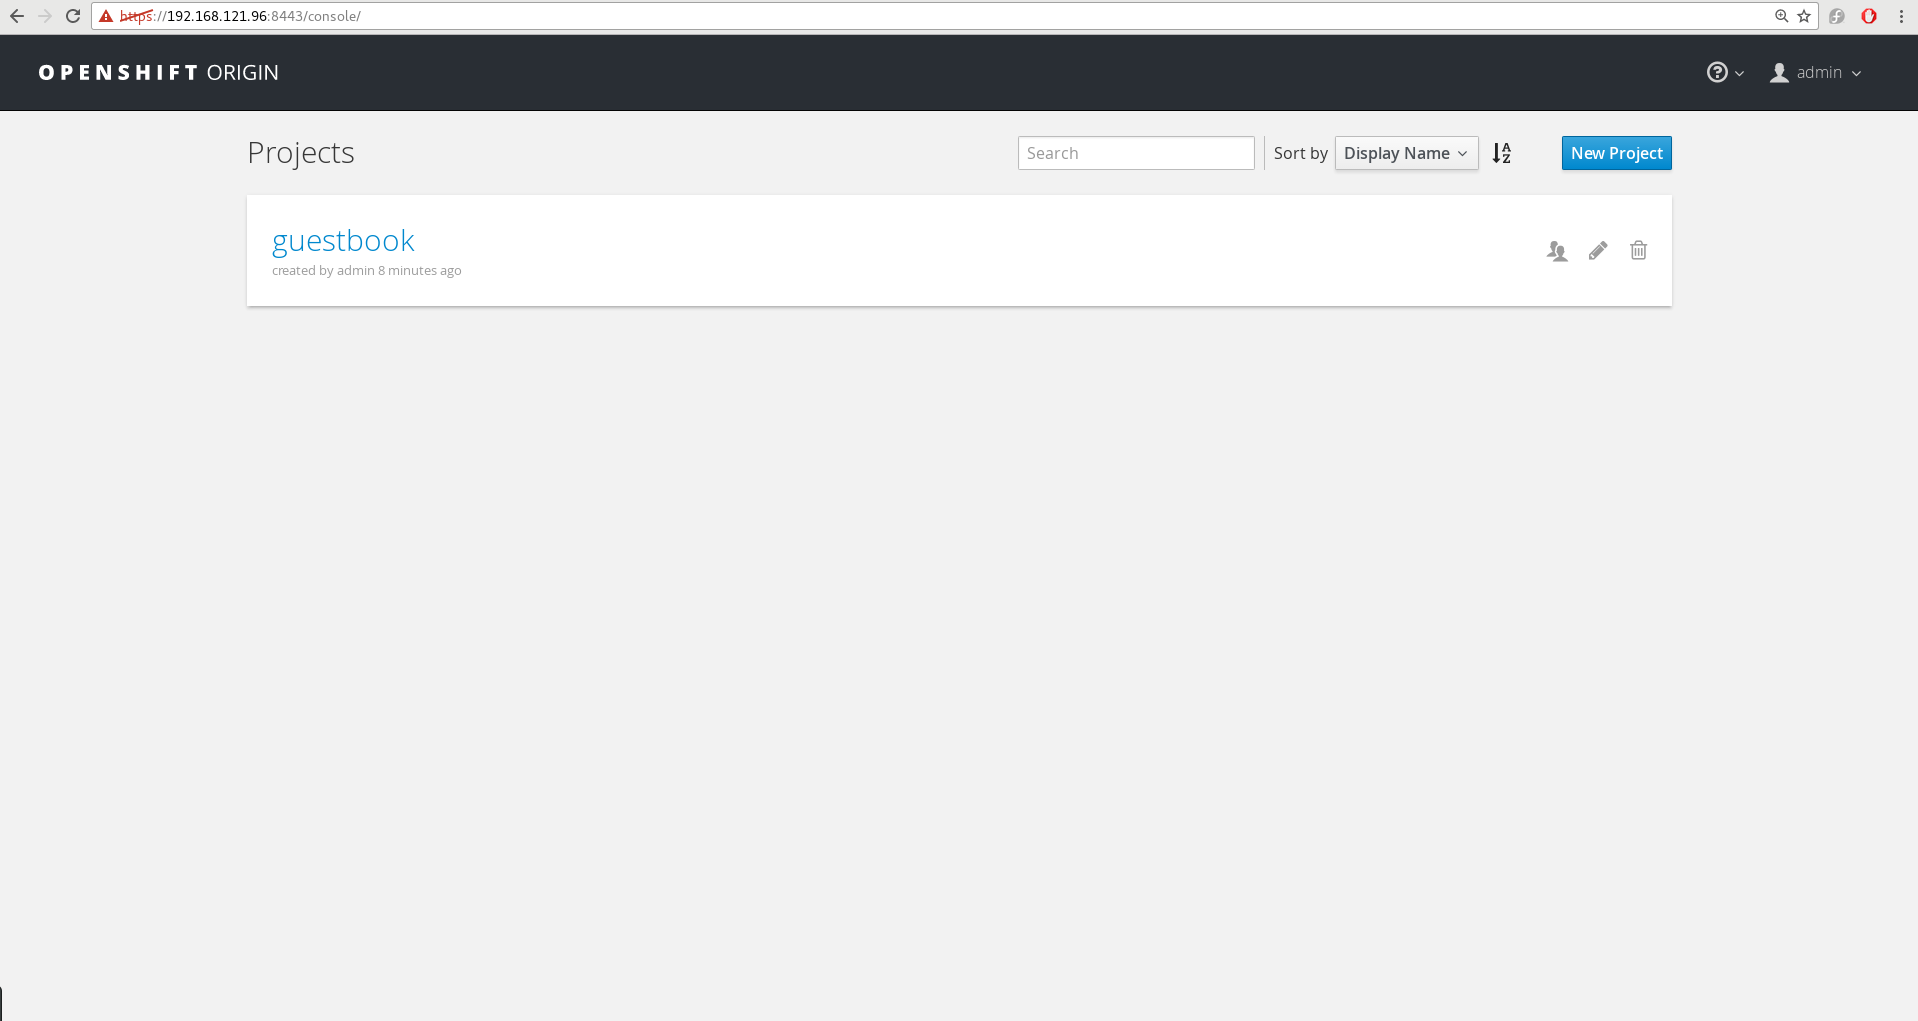 https://192.168.121.96:8443/console/
OPENSHIFT ORIGIN
admin
Projects
Search
Sort by
Display Name
New Project
guestbook
created by admin 8 minutes ago